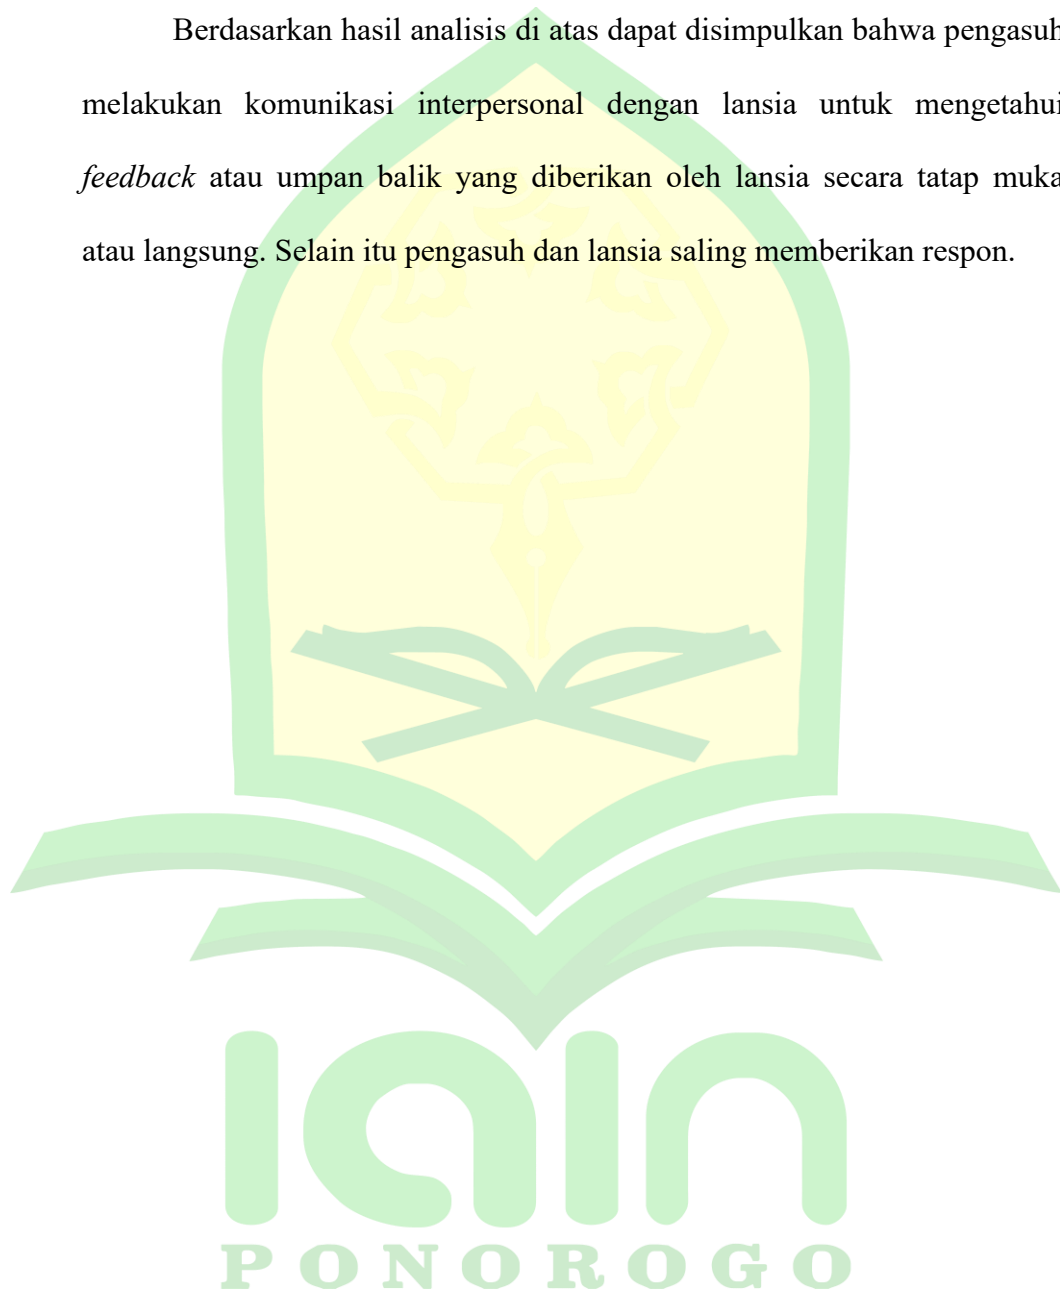 Berdasarkan hasil analisis di atas dapat disimpulkan bahwa pengasuh
melakukan komunikasi interpersonal dengan lansia untuk mengetahui
feedback atau umpan balik yang diberikan oleh lansia secara tatap muka
atau langsung. Selain itu pengasuh dan lansia saling memberikan respon.
IAIN
PONOROGO